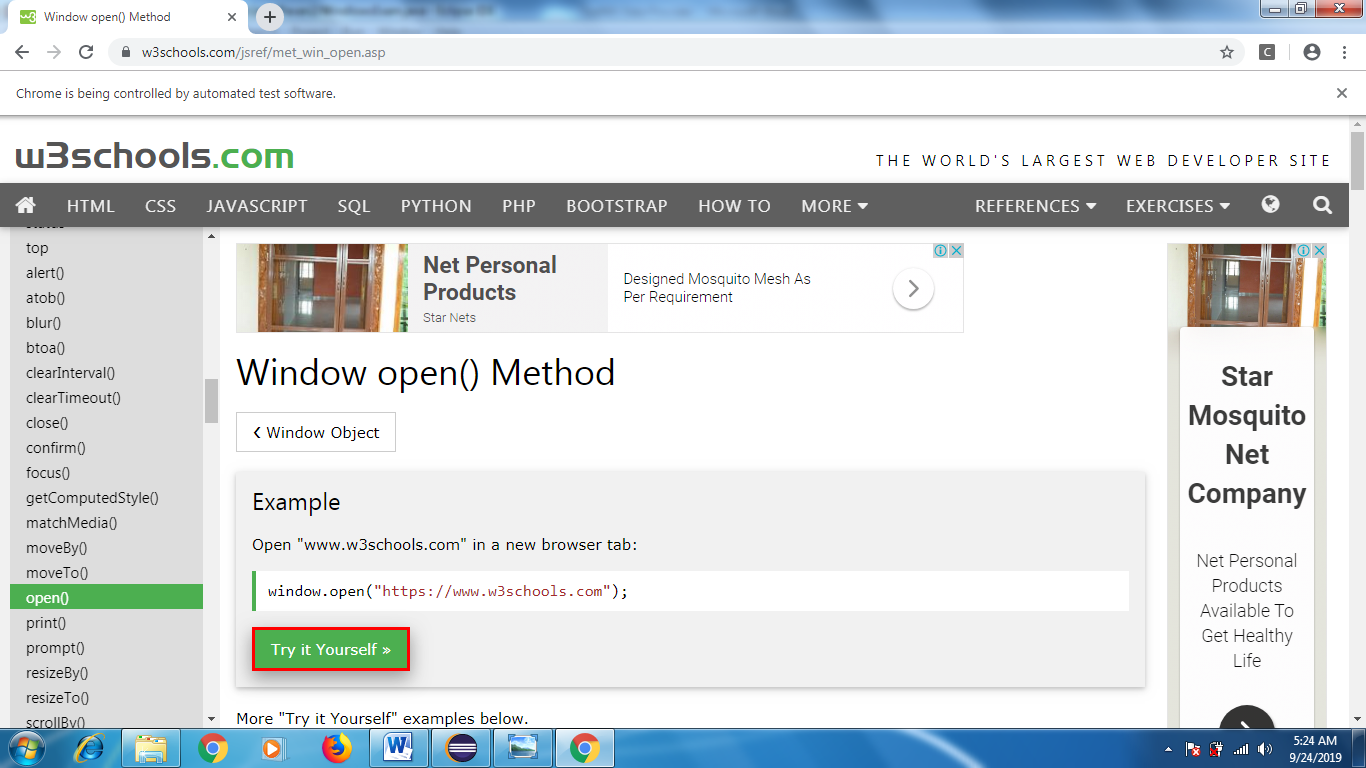 Window open() Method
w3schools.com/jsref/met_win_open.asp
Chrome is being controlled by automated test software.
w3schools.com
THE WORLD'S LARGEST WEB DEVELOPER SITE
HTML CSS JAVASCRIPT SQL PYTHON PHP BOOTSTRAP HOW TO MORE REFERENCES EXERCISES
status
top
alert()
atob()
blur()
btoa()
clearInterval()
clearTimeout()
close()
confirm()
focus()
getComputedStyle()
matchMedia()
moveBy()
moveTo()
open()
print()
prompt()
resizeBy()
resizeTo()
scrollBy()
Net Personal
Products
Star Nets
Designed Mosquito Mesh As
Per Requirement
Window open() Method
❮ Window Object
Example
Open "www.w3schools.com" in a new browser tab:
window.open("https://www.w3schools.com");
Try it Yourself »
More "Try it Yourself" examples below.
Star
Mosquito
Net
Company
Net Personal
Products
Available To
Get Healthy
Life
5:24 AM
9/24/2019